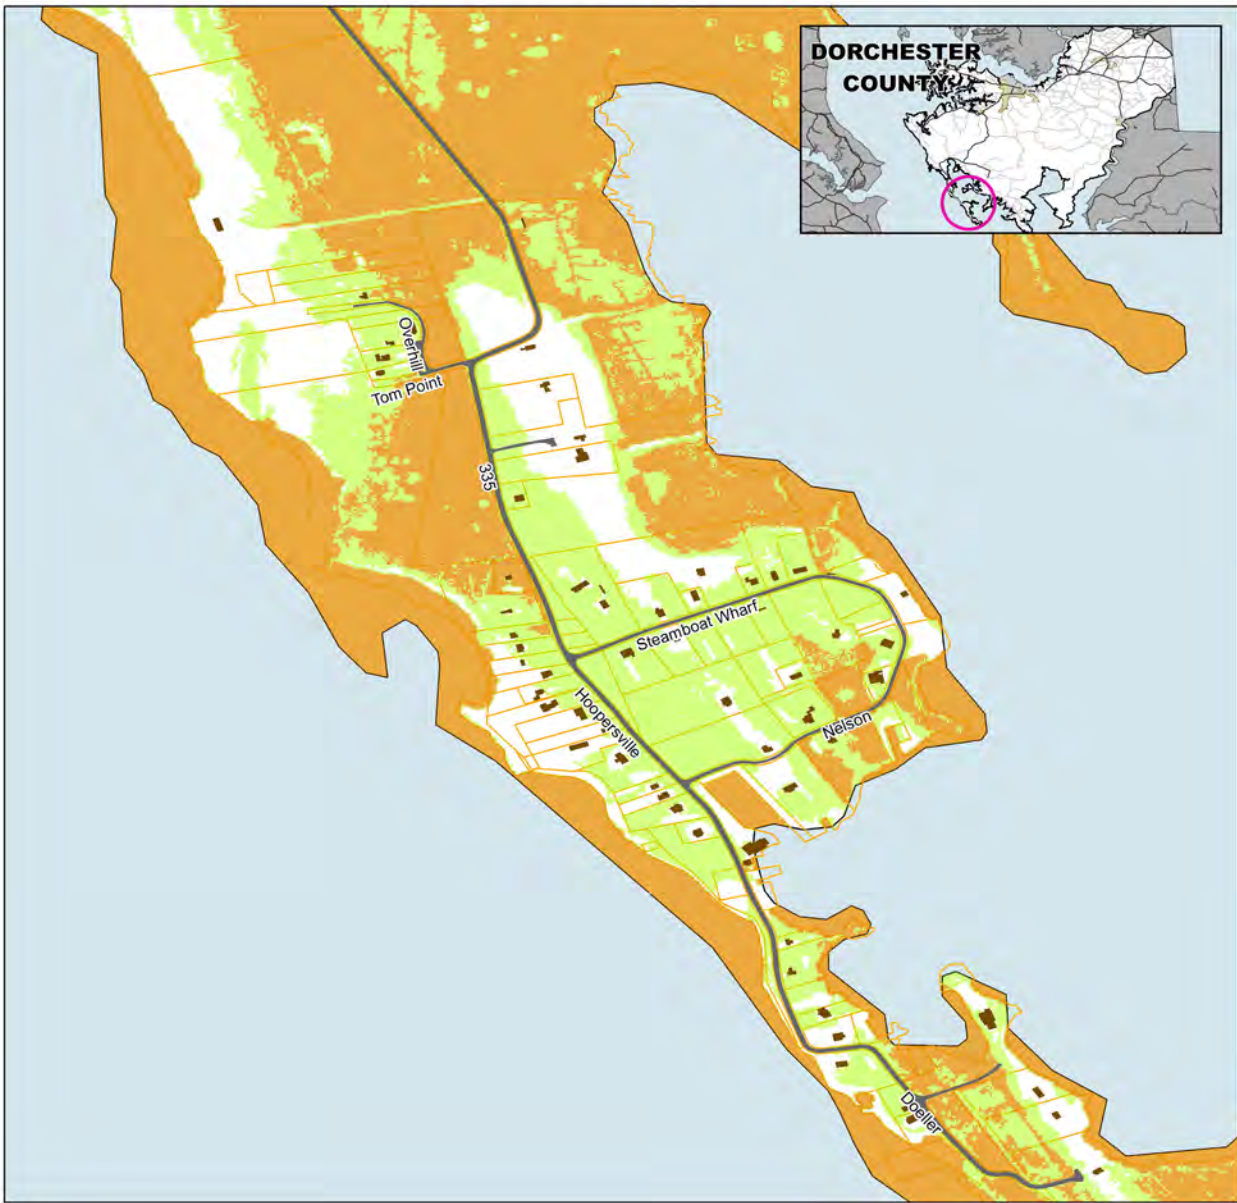 DORCHESTER
COUNTY
Overhill
Tom Point
335
Steamboat Wharf
Hoopersville
Nelson
Doeller